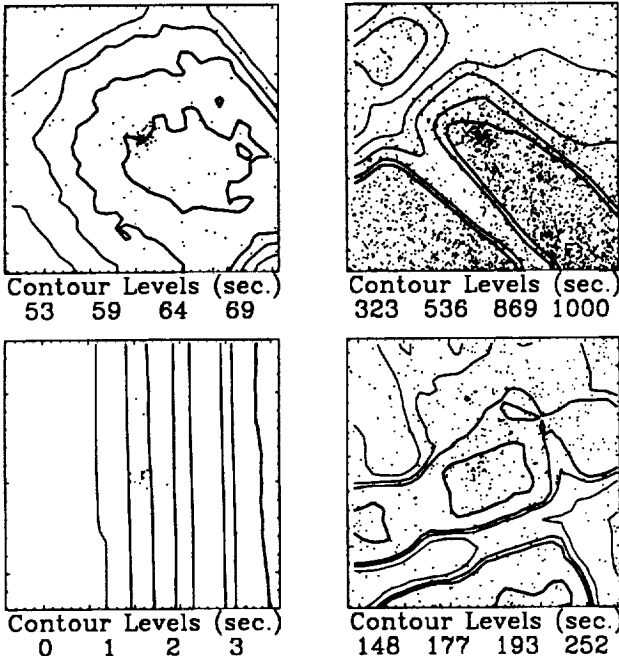 Contour Levels (sec.)
53 59 64 69
Contour Levels (sec.)
323 536 869 1000
Contour Levels (sec.)
0 1 2 3
Contour Levels (sec.)
148 177 193 252